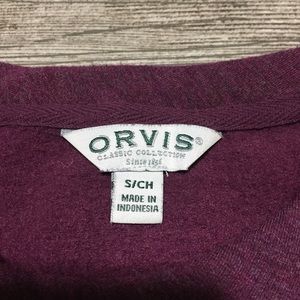 ORVIS®
CLASSIC COLLECTION
Since 1856
S/CH
MADE IN
INDONESIA